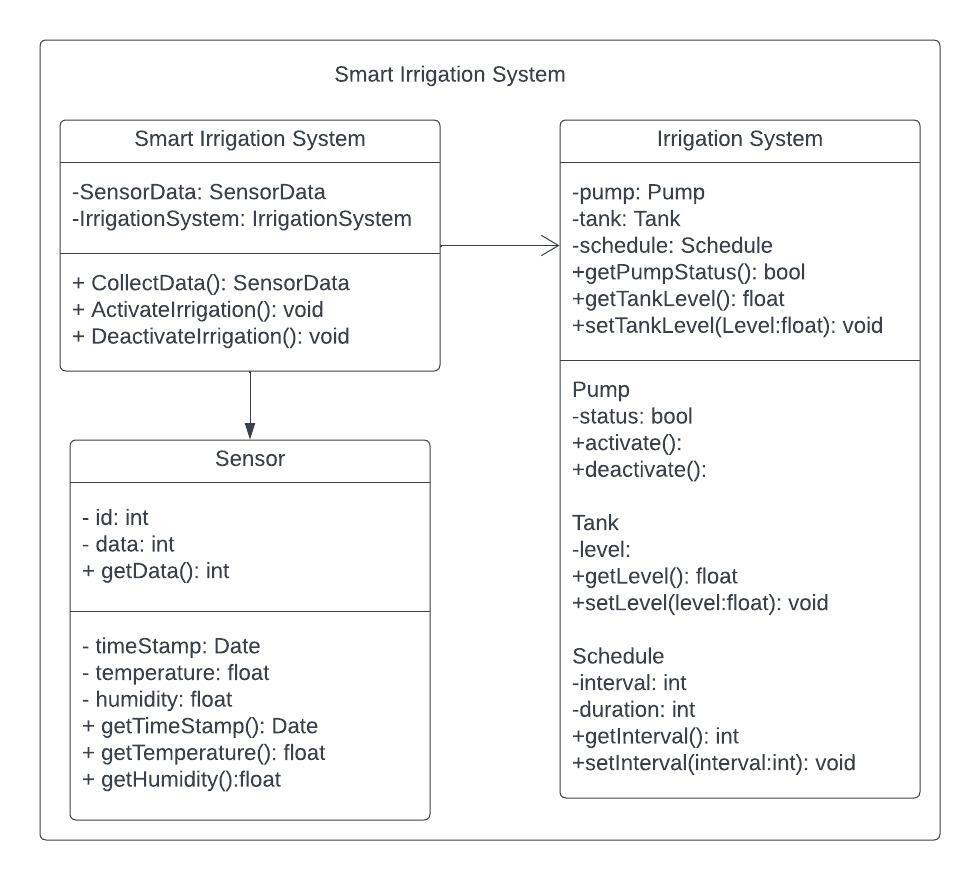 Smart Irrigation System
Smart Irrigation System
-SensorData: SensorData
-IrrigationSystem: IrrigationSystem
+ CollectData(): SensorData
+ ActivateIrrigation(): void
+ DeactivateIrrigation(): void
Sensor
- id: int
- data: int
+ getData(): int
- timeStamp: Date
- temperature: float
- humidity: float
+ getTimeStamp(): Date
+ getTemperature(): float
+ getHumidity():float
Irrigation System
-pump: Pump
-tank: Tank
-schedule: Schedule
+getPumpStatus(): bool
+getTankLevel(): float
+setTankLevel(Level:float): void
Pump
-status: bool
+activate():
+deactivate():
Tank
-level:
+getLevel(): float
+setLevel(level:float): void
Schedule
-interval: int
-duration: int
+getInterval(): int
+setInterval(interval:int): void